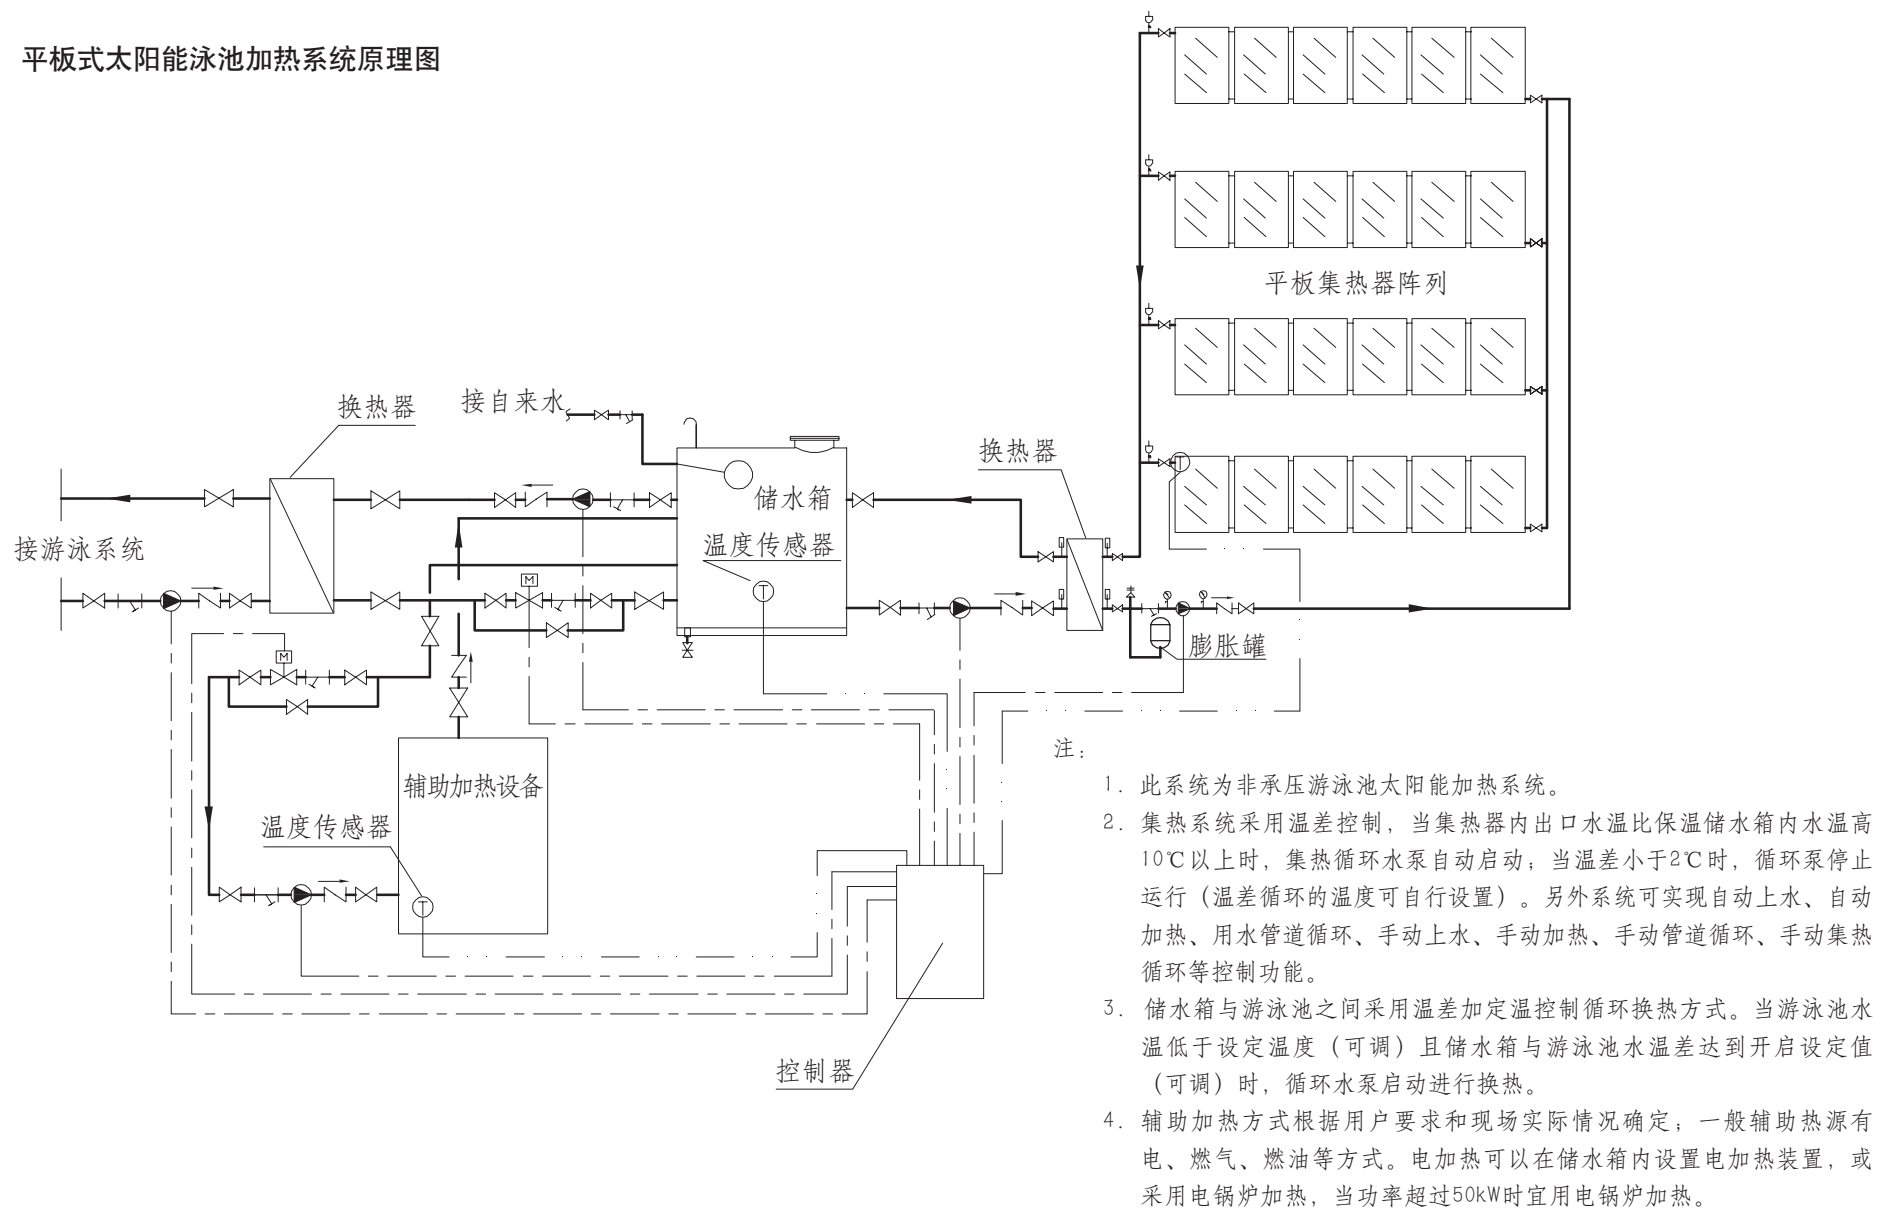 平板式太阳能泳池加热系统原理图
平板集热器阵列
换热器
接自来水
换热器
储水箱
T
接游泳系统
温度传感器
M
T
M
膨胀罐
辅助加热设备
温度传感器
T
控制器
注：
1. 此系统为非承压游泳池太阳能加热系统。
2. 集热系统采用温差控制，当集热器内出口水温比保温储水箱内水温高
10℃以上时，集热循环水泵自动启动；当温差小于2℃时，循环泵停止
运行（温差循环的温度可自行设置）。另外系统可实现自动上水、自动
加热、用水管道循环、手动上水、手动加热、手动管道循环、手动集热
循环等控制功能。
3. 储水箱与游泳池之间采用温差加定温控制循环换热方式。当游泳池水
温低于设定温度（可调）且储水箱与游泳池水温差达到开启设定值
（可调）时，循环水泵启动进行换热。
4. 辅助加热方式根据用户要求和现场实际情况确定；一般辅助热源有
电、燃气、燃油等方式。电加热可以在储水箱内设置电加热装置，或
采用电锅炉加热，当功率超过50kW时宜用电锅炉加热。